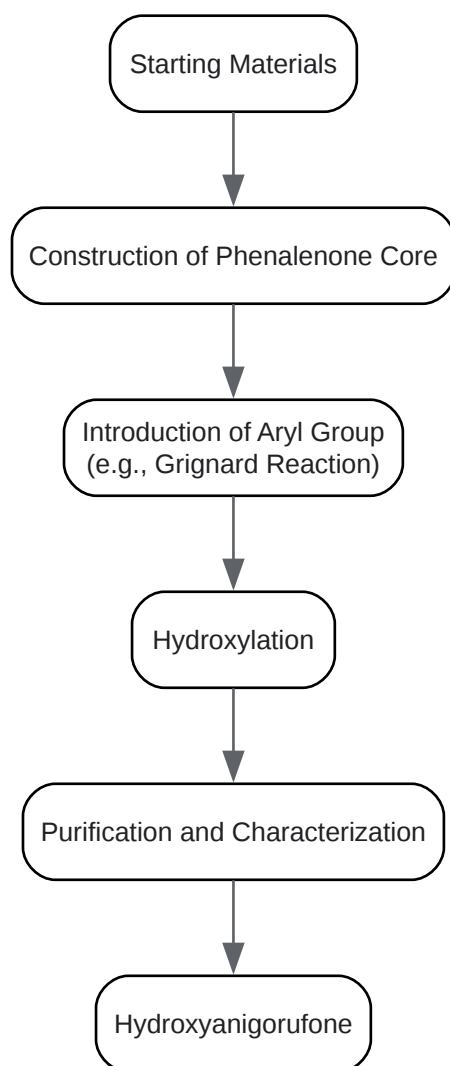 Starting Materials
Construction of Phenalenone Core
Introduction of Aryl Group
(e.g., Grignard Reaction)
Hydroxylation
Purification and Characterization
Hydroxyanigorufone